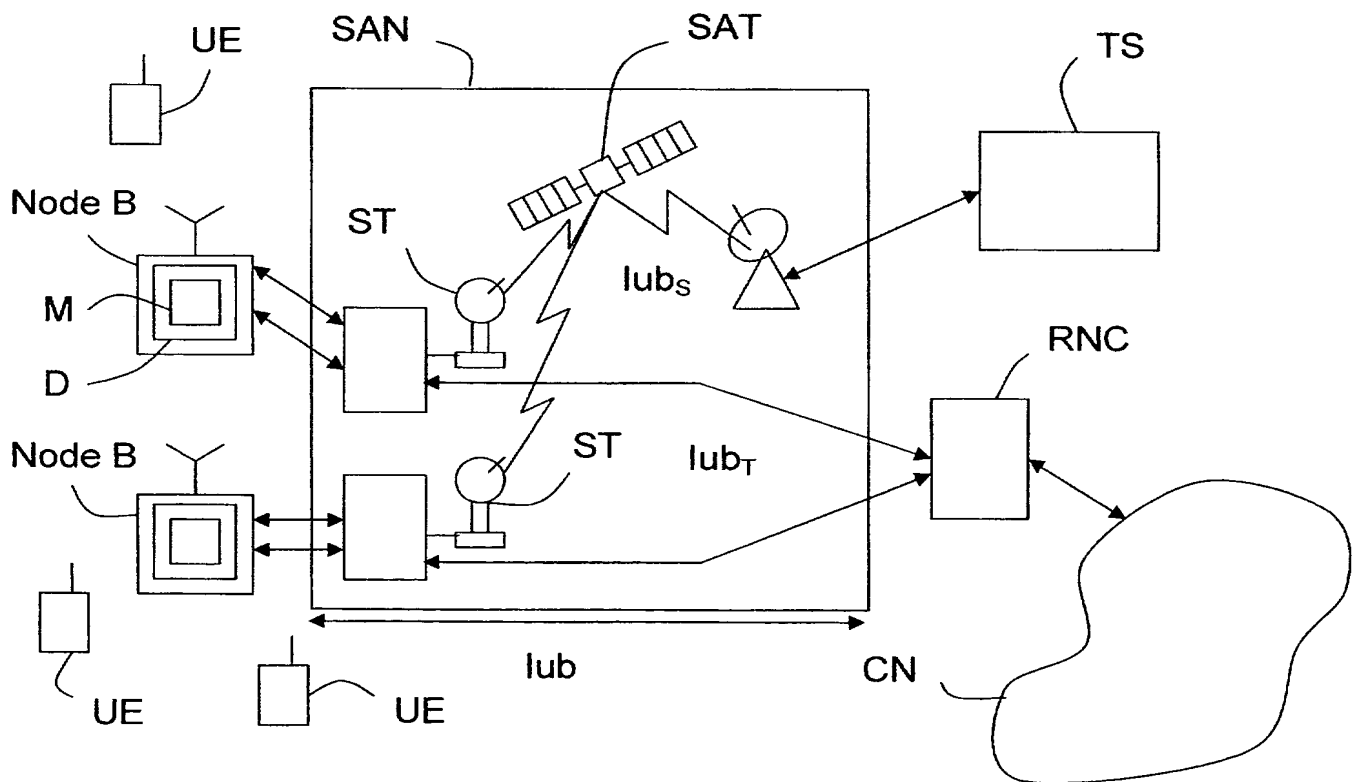 UE
SAN
SAT
TS
Node B
ST
M
D
Iub_S
RNC
Node B
ST
Iub_T
Iub
UE
UE
CN